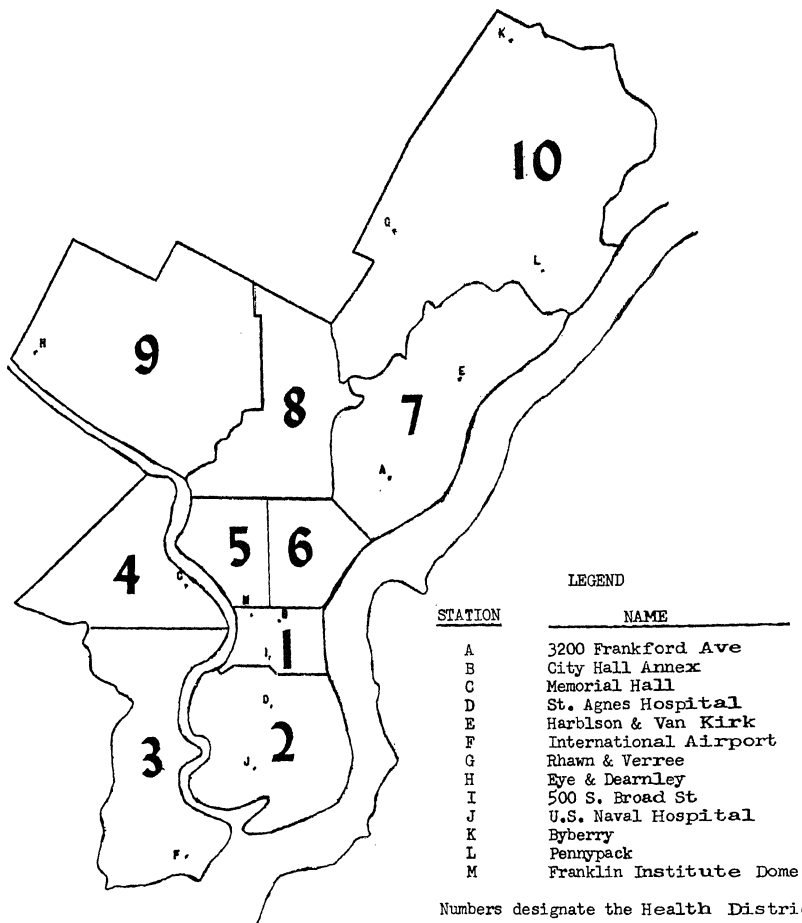 K
10
G
L
H
9
E
8
7
A
5
6
4
C
M
B
1
I
D
2
3
J
F
LEGEND
STATION NAME
A 3200 Frankford Ave
B City Hall Annex
C Memorial Hall
D St. Agnes Hospital
E Harblson & Van Kirk
F International Airport
G Rhawn & Verree
H Eye & Dearnley
I 500 S. Broad St
J U.S. Naval Hospital
K Byberry
L Pennypack
M Franklin Institute Dome
Numbers designate the Health Distri